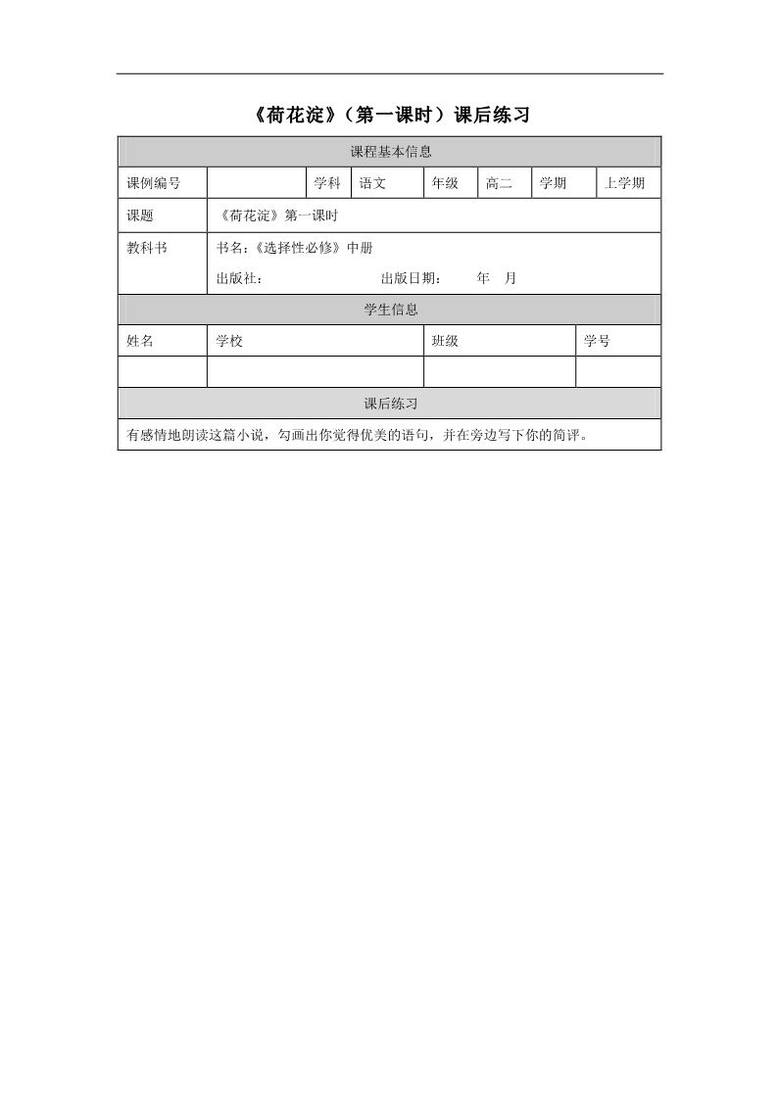 《荷花淀》（第一课时）课后练习
课程基本信息
课例编号 学科 语文 年级 高二 学期 上学期
课题 《荷花淀》第一课时
教科书 书名：《选择性必修》中册
出版社： 出版日期： 年 月
学生信息
姓名 学校 班级 学号
课后练习
有感情地朗读这篇小说，勾画出你觉得优美的语句，并在旁边写下你的简评。